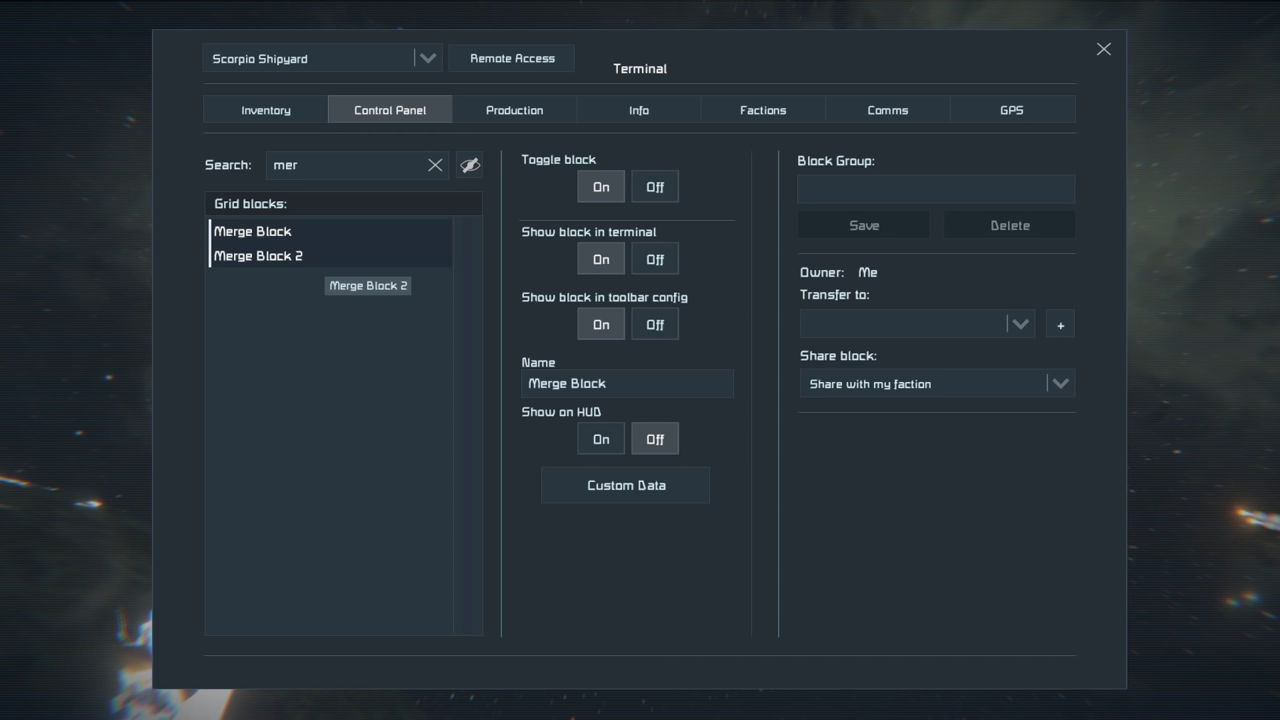 Scorpio Shipyard
Remote Access
Terminal
Inventory
Control Panel
Production
Info
Factions
Comms
GPS
Search:
mer
Grid blocks:
Merge Block
Merge Block 2
Merge Block 2
Toggle block
On
Off
Show block in terminal
On
Off
Show block in toolbar config
On
Off
Name
Merge Block
Show on HUD
On
Off
Custom Data
Block Group:
Save
Delete
Owner: Me
Transfer to:
+
Share block:
Share with my faction